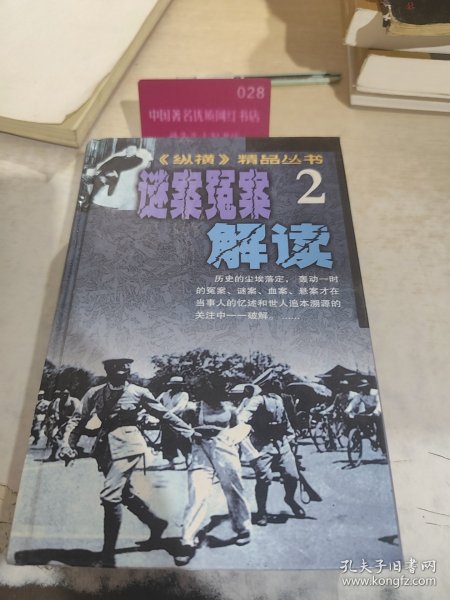 028
中国著名优质网红书店
《纵横》精品丛书
谜案冤案 2
解读
历史的尘埃落定，轰动一时
的冤案、谜案、血案、悬案才在
当事人的忆述和世人追本溯源的
关注中一一破解。……
孔夫子旧书网
www.kongfz.com